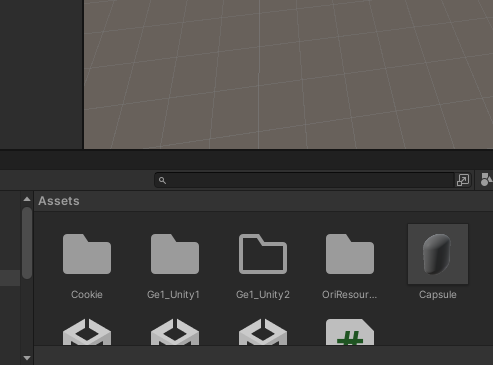 Assets
Cookie
Ge1_Unity1
Ge1_Unity2
OriResour...
Capsule
#